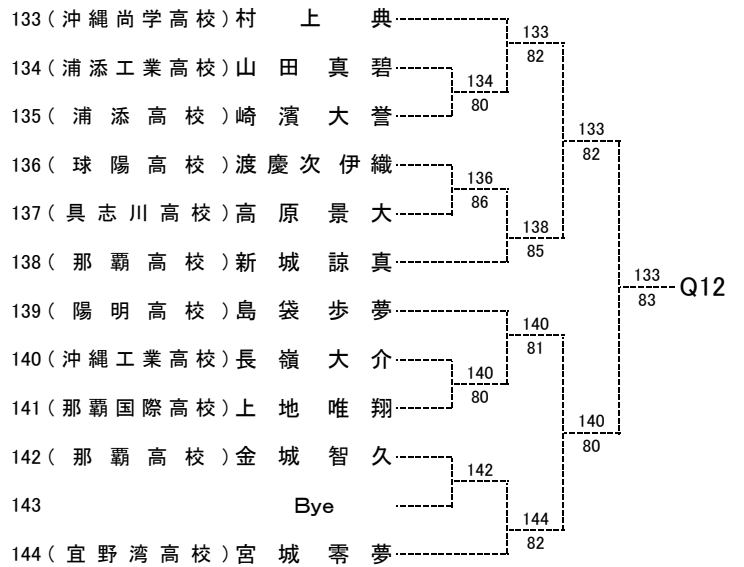 133(沖縄尚学高校)村上典
133
82
134(浦添工業高校)山田真碧
134
80
135(浦添高校)崎濱大誉
133
82
136(球陽高校)渡慶次伊織
136
86
137(具志川高校)高原景大
138
85
138(那覇高校)新城諒真
133
83
Q12
139(陽明高校)島袋歩夢
140
81
140(沖縄工業高校)長嶺大介
140
80
141(那覇国際高校)上地唯翔
140
80
142(那覇高校)金城智久
142
143 Bye
144
82
144(宜野湾高校)宮城零夢